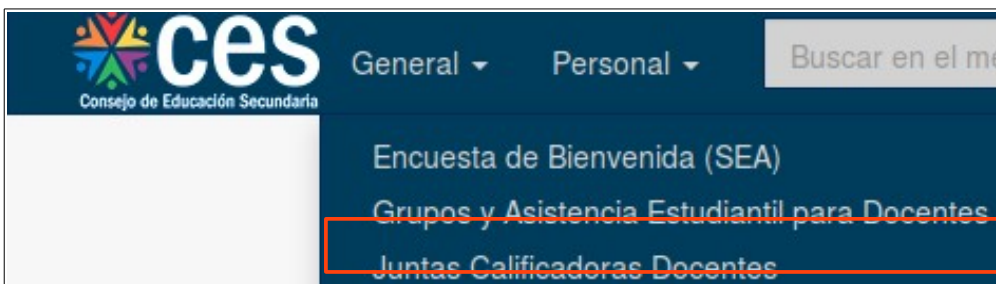 ces
Consejo de Educación Secundaria
General
Personal
Buscar en el
Encuesta de Bienvenida (SEA)
Grupos y Asistencia Estudiantil para Docentes
Juntas Calificadoras Docentes